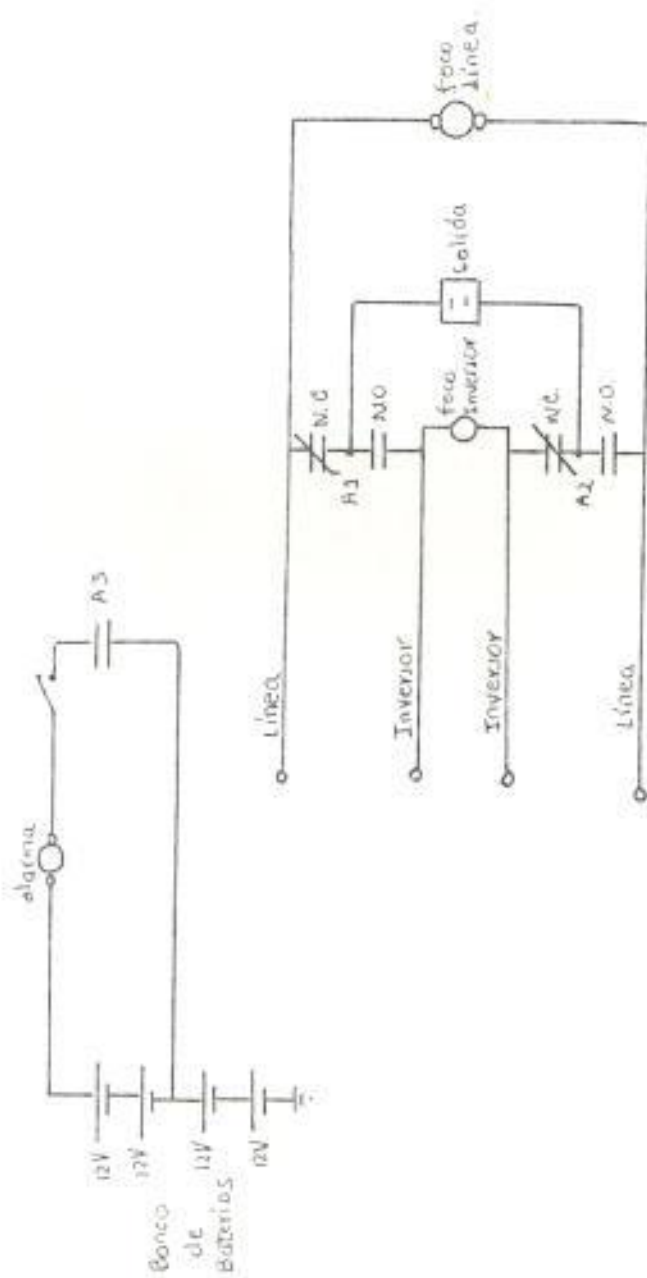 alarma
A3
12V
12V
12V
12V
Banco
de
Baterías
Línea
Inversor
Inversor
Línea
N.C
A1
N.O
foco
Inversor
N.C.
A2
N.O.
Salida
foco
Línea